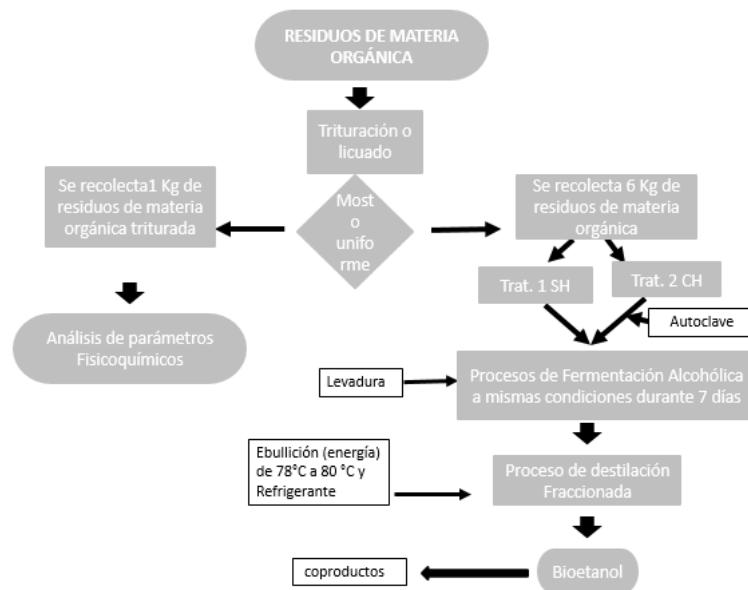 RESIDUOS DE MATERIA
ORGÁNICA
Trituración o
licuado
Se recolecta1 Kg de
residuos de materia
orgánica triturada
Most
o
unifo
rme
Se recolecta 6 Kg de
residuos de materia
orgánica
Trat. 1 SH
Trat. 2 CH
Autoclave
Análisis de parámetros
Fisicoquímicos
Levadura
Procesos de Fermentación Alcohólica
a mismas condiciones durante 7 días
Ebullición (energía)
de 78°C a 80 °C y
Refrigerante
Proceso de destilación
Fraccionada
coproductos
Bioetanol